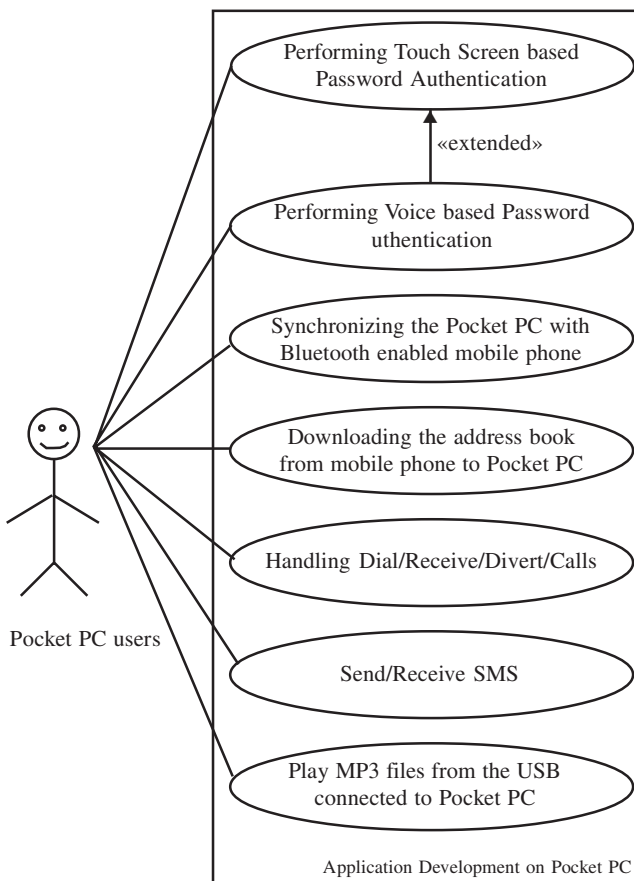 Performing Touch Screen based
Password Authentication
«extended»
Performing Voice based Password
uthentication
Synchronizing the Pocket PC with
Bluetooth enabled mobile phone
Downloading the address book
from mobile phone to Pocket PC
Handling Dial/Receive/Divert/Calls
Pocket PC users
Send/Receive SMS
Play MP3 files from the USB
connected to Pocket PC
Application Development on Pocket PC